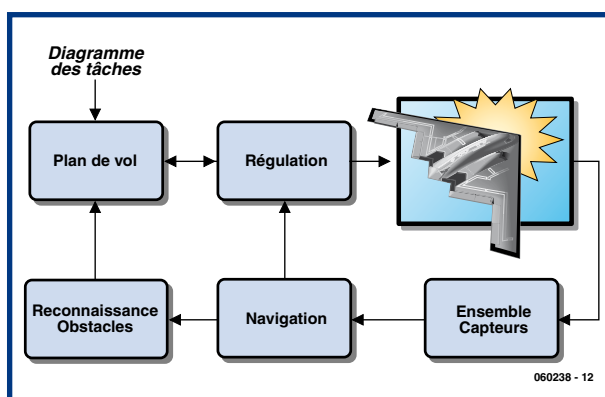 Diagramme
des tâches
Plan de vol
Régulation
Reconnaissance
Obstacles
Navigation
Ensemble
Capteurs
060238 - 12